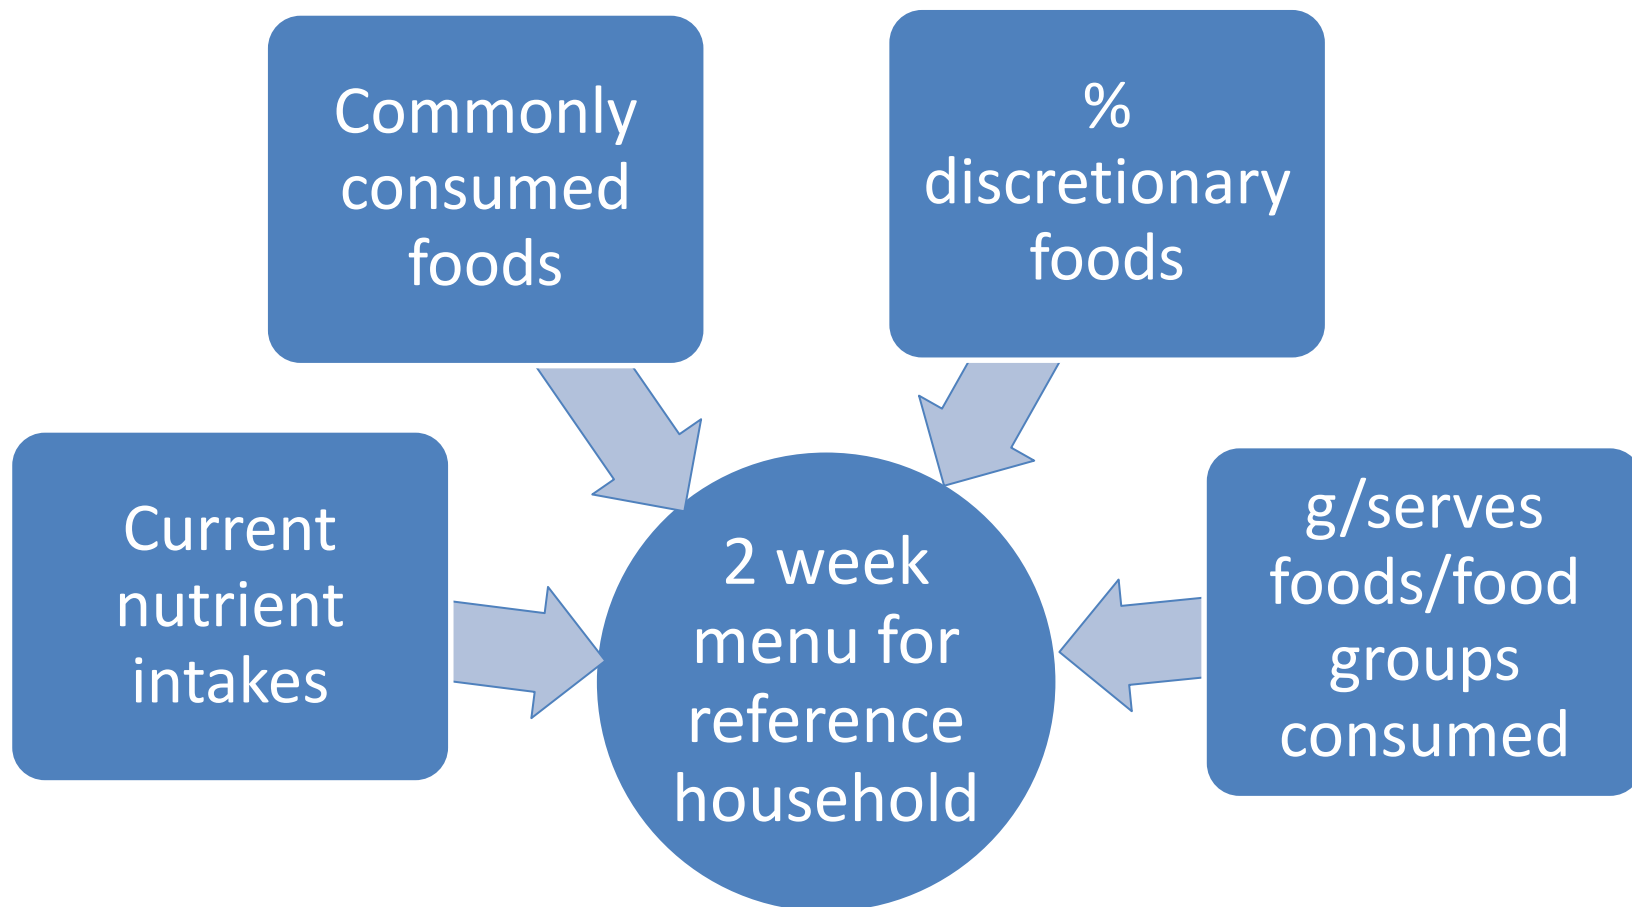 Commonly
consumed
foods
%
discretionary
foods
Current
nutrient
intakes
2 week
menu for
reference
household
g/serves
foods/food
groups
consumed